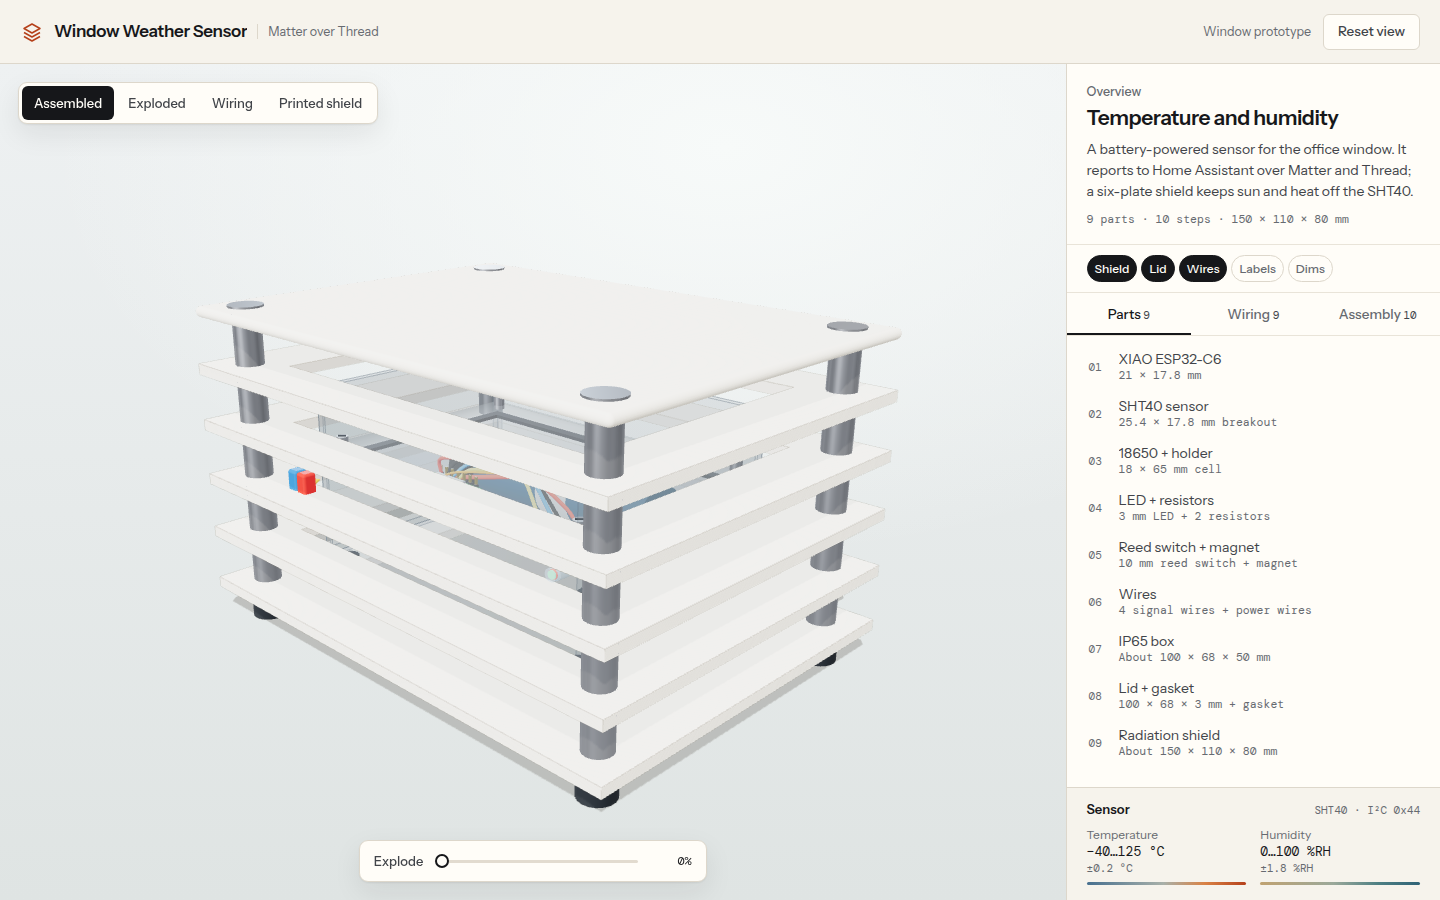 Window Weather Sensor
Matter over Thread
Window prototype
Reset view
Assembled
Exploded
Wiring
Printed shield
Explode
0%
Overview
Temperature and humidity
A battery-powered sensor for the office window. It
reports to Home Assistant over Matter and Thread;
a six-plate shield keeps sun and heat off the SHT40.
9 parts · 10 steps · 150 × 110 × 80 mm
Shield
Lid
Wires
Labels
Dims
Parts 9
Wiring 9
Assembly 10
01
XIAO ESP32-C6
21 × 17.8 mm
02
SHT40 sensor
25.4 × 17.8 mm breakout
03
18650 + holder
18 × 65 mm cell
04
LED + resistors
3 mm LED + 2 resistors
05
Reed switch + magnet
10 mm reed switch + magnet
06
Wires
4 signal wires + power wires
07
IP65 box
About 100 × 68 × 50 mm
08
Lid + gasket
100 × 68 × 3 mm + gasket
09
Radiation shield
About 150 × 110 × 80 mm
Sensor
SHT40 · I²C 0x44
Temperature
−40…125 °C
±0.2 °C
Humidity
0…100 %RH
±1.8 %RH